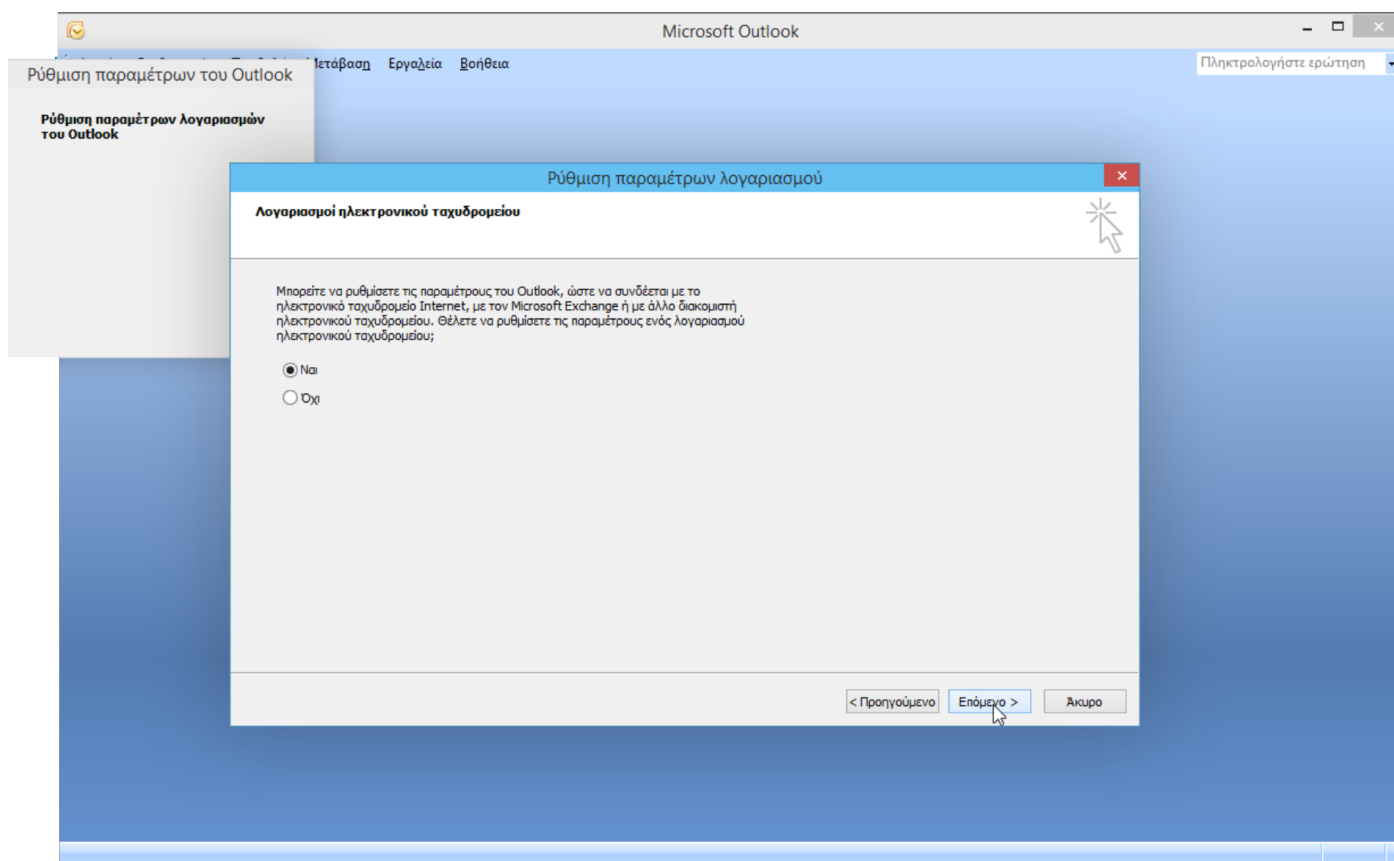 Microsoft Outlook
Μετάβαση Εργαλεία Βοήθεια
Πληκτρολογήστε ερώτηση
Ρύθμιση παραμέτρων του Outlook
Ρύθμιση παραμέτρων λογαριασμών
του Outlook
Ρύθμιση παραμέτρων λογαριασμού
Λογαριασμοί ηλεκτρονικού ταχυδρομείου
Μπορείτε να ρυθμίσετε τις παραμέτρους του Outlook, ώστε να συνδέεται με το
ηλεκτρονικό ταχυδρομείο Internet, με τον Microsoft Exchange ή με άλλο διακομιστή
ηλεκτρονικού ταχυδρομείου. Θέλετε να ρυθμίσετε τις παραμέτρους ενός λογαριασμού
ηλεκτρονικού ταχυδρομείου;
Ναι
Όχι
< Προηγούμενο
Επόμενο >
Άκυρο